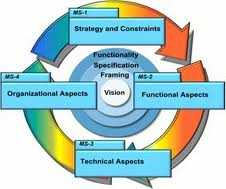 MS-1
Strategy and Constraints
Functionality
Specification
Framing
MS-4
Organizational Aspects
Vision
MS-2
Functional Aspects
MS-3
Technical Aspects